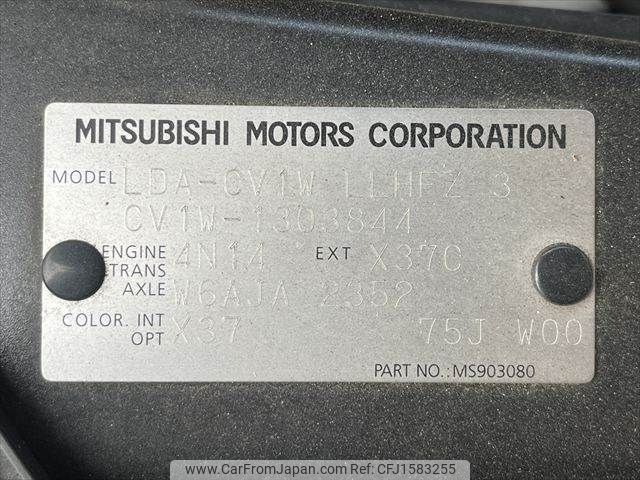 MITSUBISHI MOTORS CORPORATION
MODEL LDA-CV1W LLHFZ 3
CV1W-1303844
ENGINE 4N14 EXT X37C
TRANS
AXLE W6AJA 2352
COLOR. INT X37 75J W00
OPT
PART NO.: MS903080
www.CarFromJapan.com | ID: CFJ1583255